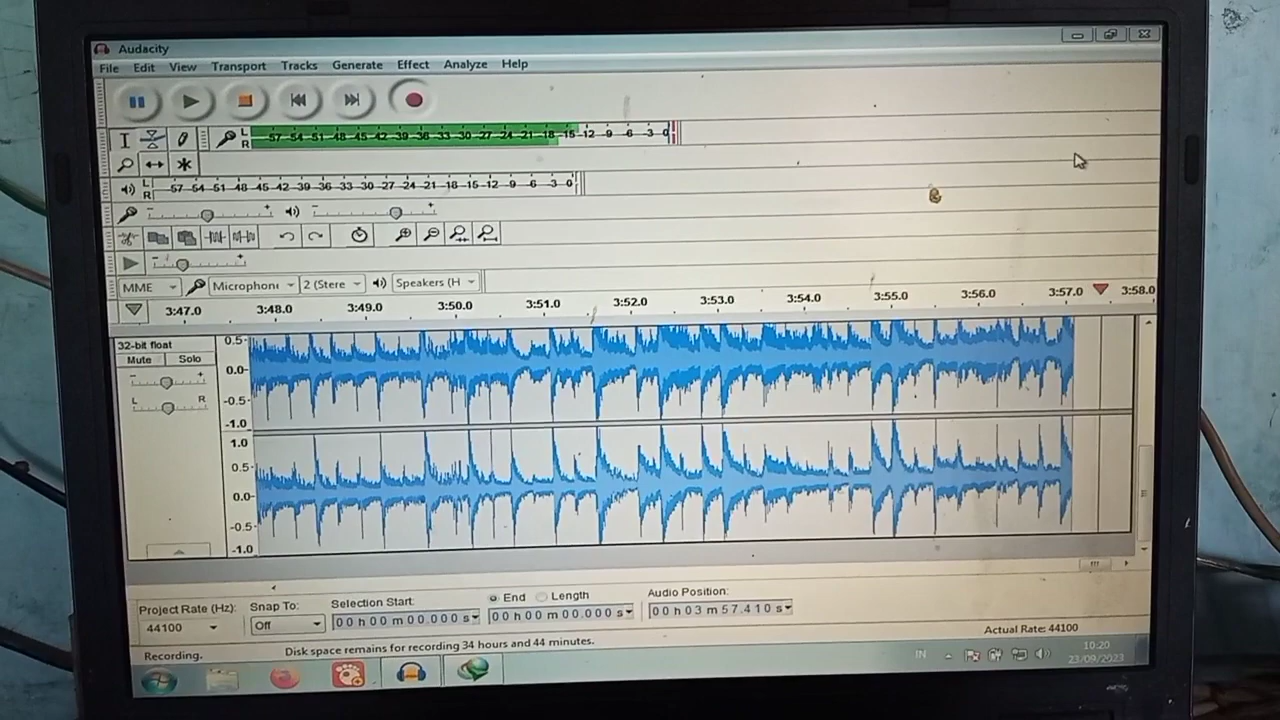 Audacity
File Edit View Transport Tracks Generate Effect Analyze Help
L
R
-57 -54 -51 -48 -45 -42 -39 -36 -33 -30 -27 -24 -21 -18 -15 -12 -9 -6 -3 0
L
R
-57 -54 -51 -48 -45 -42 -39 -36 -33 -30 -27 -24 -21 -18 -15 -12 -9 -6 -3 0
MME Microphon 2 (Stere Speakers (H
3:47.0 3:48.0 3:49.0 3:50.0 3:51.0 3:52.0 3:53.0 3:54.0 3:55.0 3:56.0 3:57.0 3:58.0
32-bit float
Mute Solo
L R
0.5
0.0
-0.5
-1.0
1.0
0.5
0.0
-0.5
-1.0
Project Rate (Hz): Snap To: Selection Start: End Length Audio Position:
44100 Off 00 h 00 m 00.000 s 00 h 00 m 00.000 s 00 h 03 m 57.410 s
Recording. Disk space remains for recording 34 hours and 44 minutes. Actual Rate: 44100
IN 10:20
23/09/2023